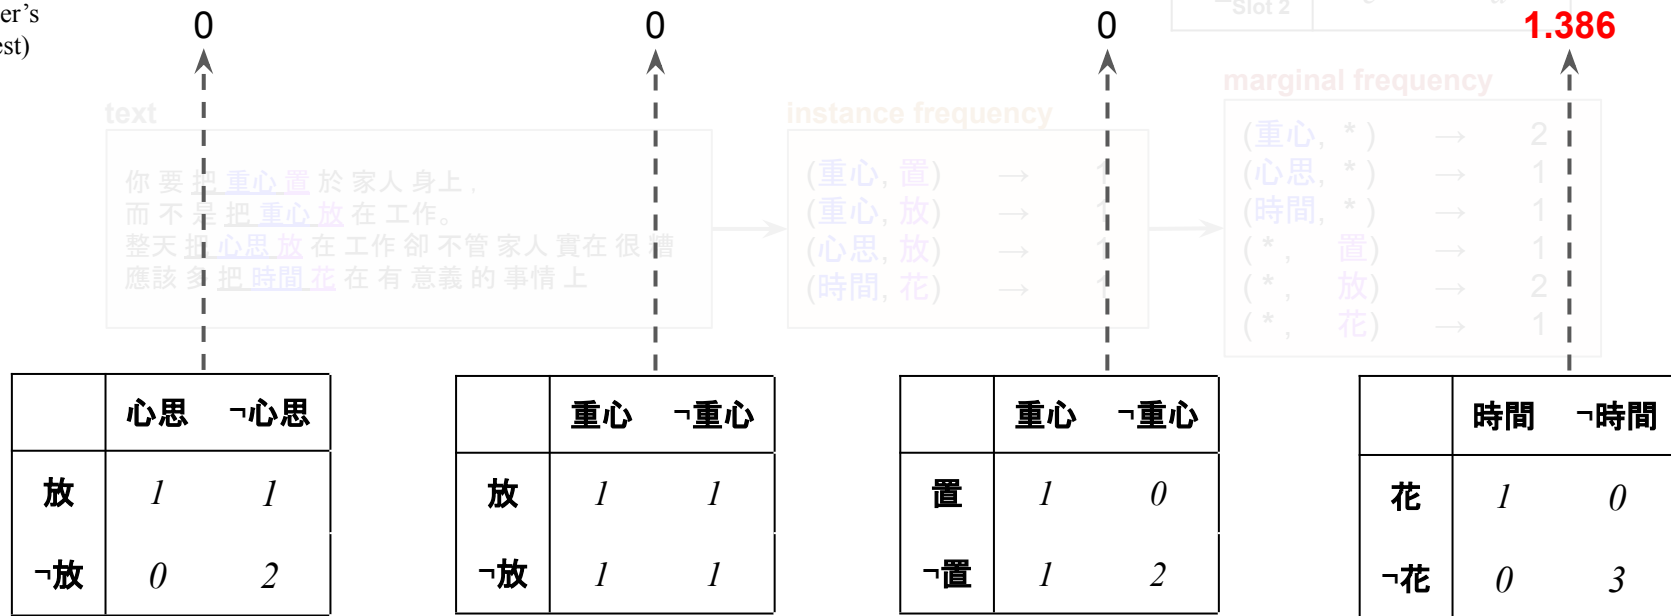 er's
est)
0 0 0 1.386
¬Slot 2
text
instance frequency
marginal frequency
你 要 把 重心 置 於 家人 身上 ,
而 不 是 把 重心 放 在 工作。
整天 把 心思 放 在 工作 卻 不管 家人 實在 很 糟
應該 多 把 時間 花 在 有 意義 的 事情 上
(重心, 置) → 1
(重心, 放) → 1
(心思, 放) → 1
(時間, 花) → 1
(重心, * ) → 2
(心思, * ) → 1
(時間, * ) → 1
( * , 置) → 1
( * , 放) → 2
( * , 花) → 1
心思 ¬心思
放 1 1
¬放 0 2
重心 ¬重心
放 1 1
¬放 1 1
重心 ¬重心
置 1 0
¬置 1 2
時間 ¬時間
花 1 0
¬花 0 3